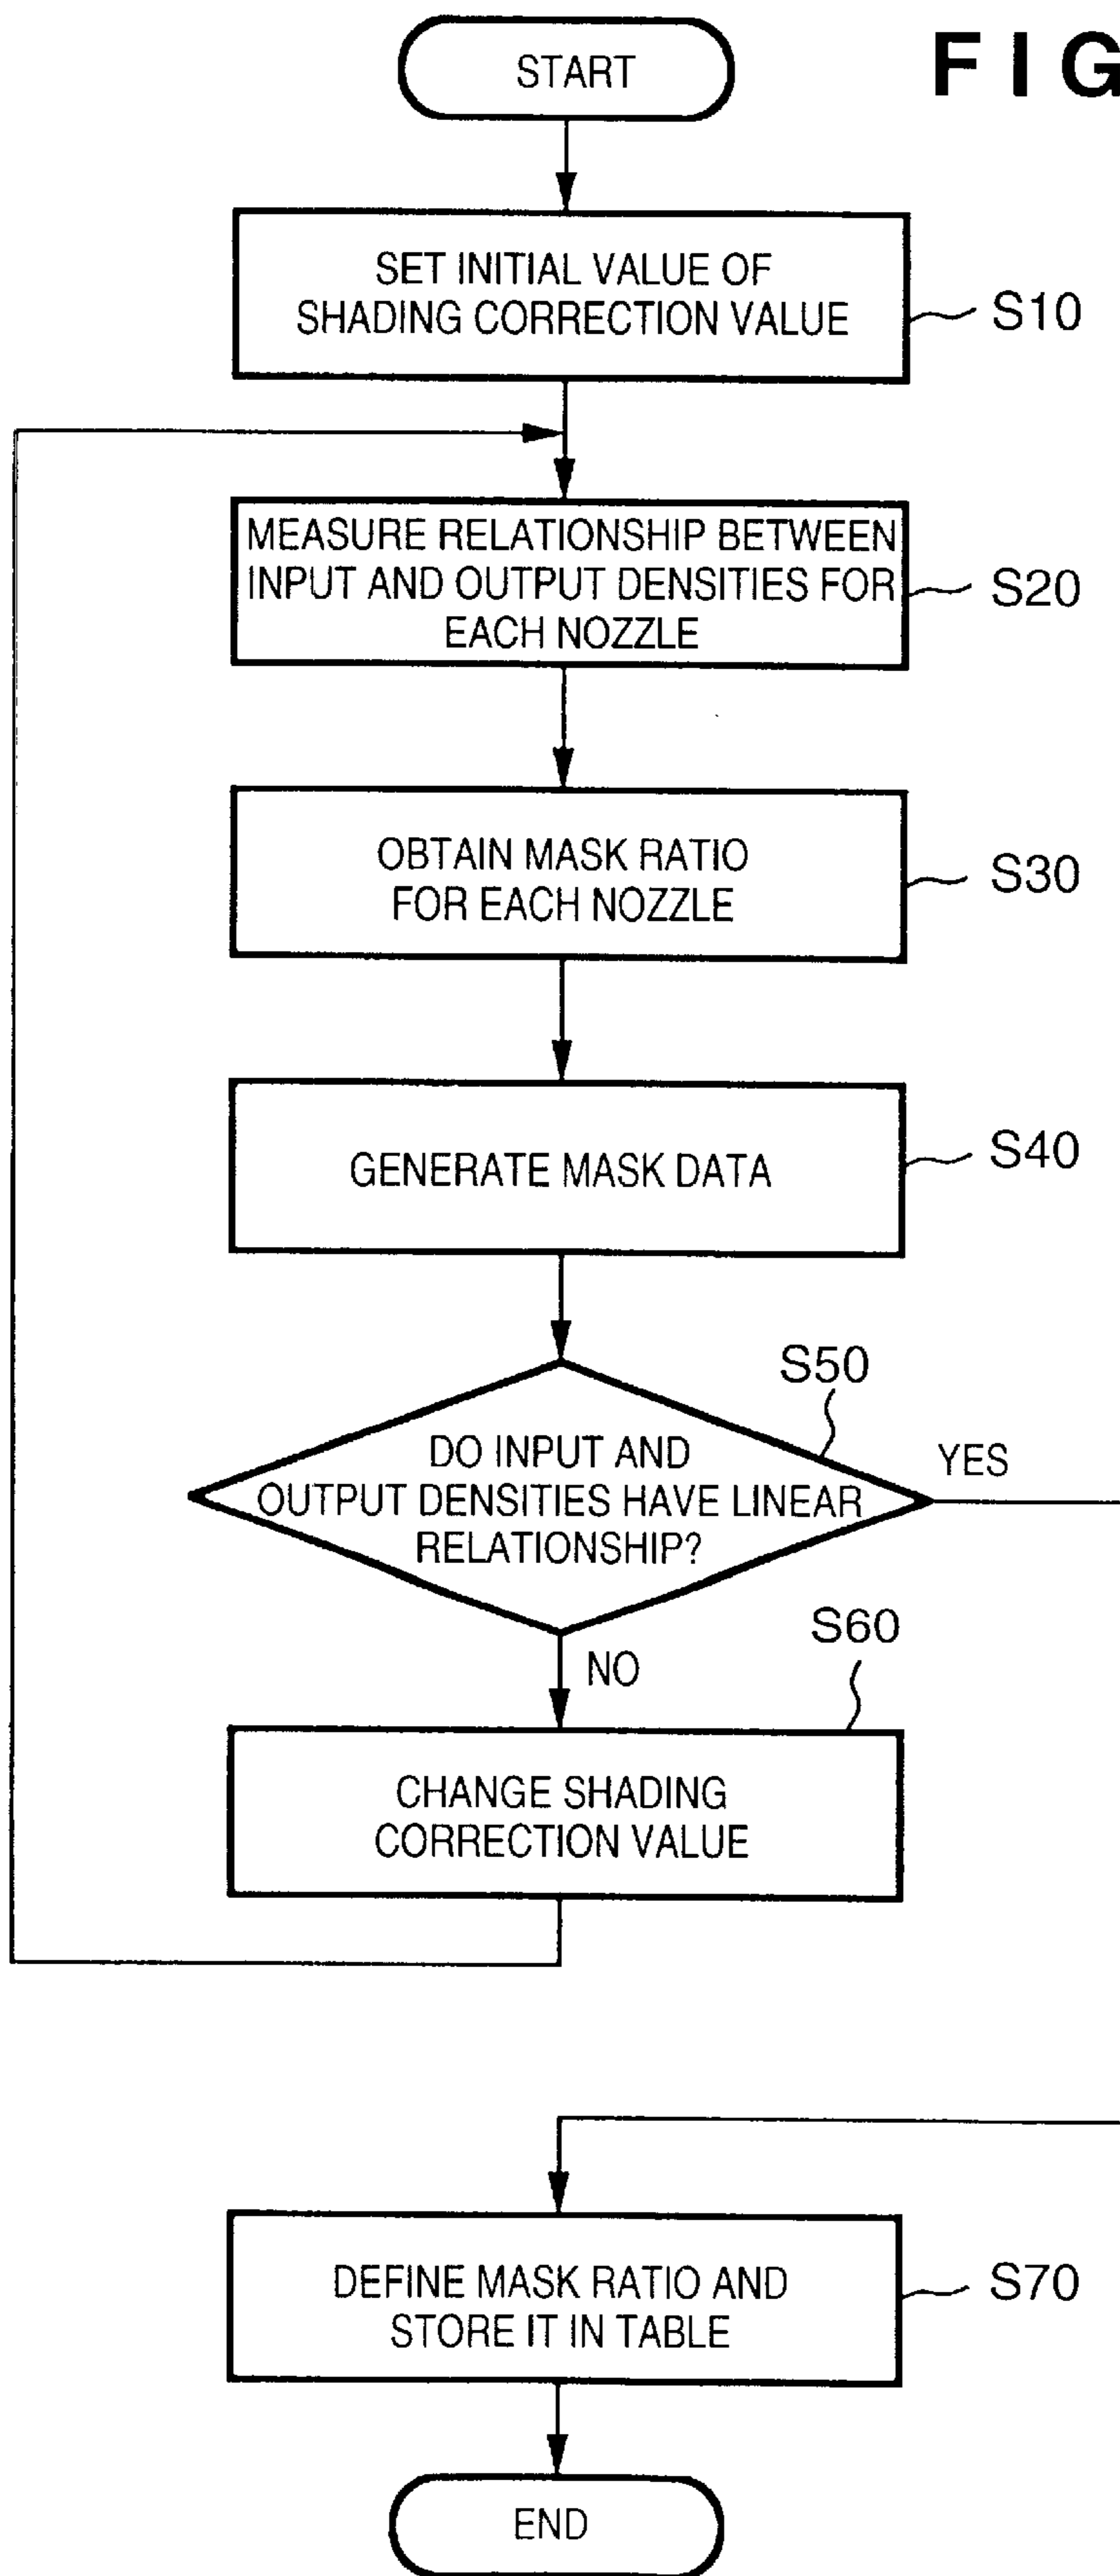 START
FIG
SET INITIAL VALUE OF
SHADING CORRECTION VALUE
S10
MEASURE RELATIONSHIP BETWEEN
INPUT AND OUTPUT DENSITIES FOR
EACH NOZZLE
S20
OBTAIN MASK RATIO
FOR EACH NOZZLE
S30
GENERATE MASK DATA
S40
S50
DO INPUT AND
OUTPUT DENSITIES HAVE LINEAR
RELATIONSHIP?
YES
NO
S60
CHANGE SHADING
CORRECTION VALUE
DEFINE MASK RATIO AND
STORE IT IN TABLE
S70
END